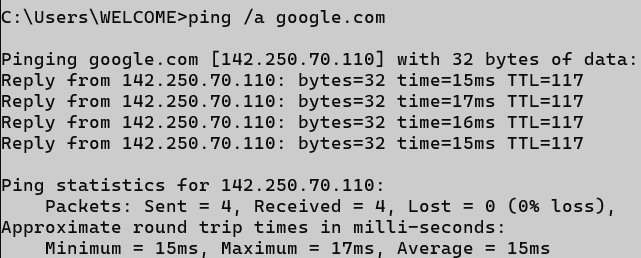 C:\Users\WELCOME>ping /a google.com
Pinging google.com [142.250.70.110] with 32 bytes of data:
Reply from 142.250.70.110: bytes=32 time=15ms TTL=117
Reply from 142.250.70.110: bytes=32 time=17ms TTL=117
Reply from 142.250.70.110: bytes=32 time=16ms TTL=117
Reply from 142.250.70.110: bytes=32 time=15ms TTL=117
Ping statistics for 142.250.70.110:
    Packets: Sent = 4, Received = 4, Lost = 0 (0% loss),
Approximate round trip times in milli-seconds:
    Minimum = 15ms, Maximum = 17ms, Average = 15ms